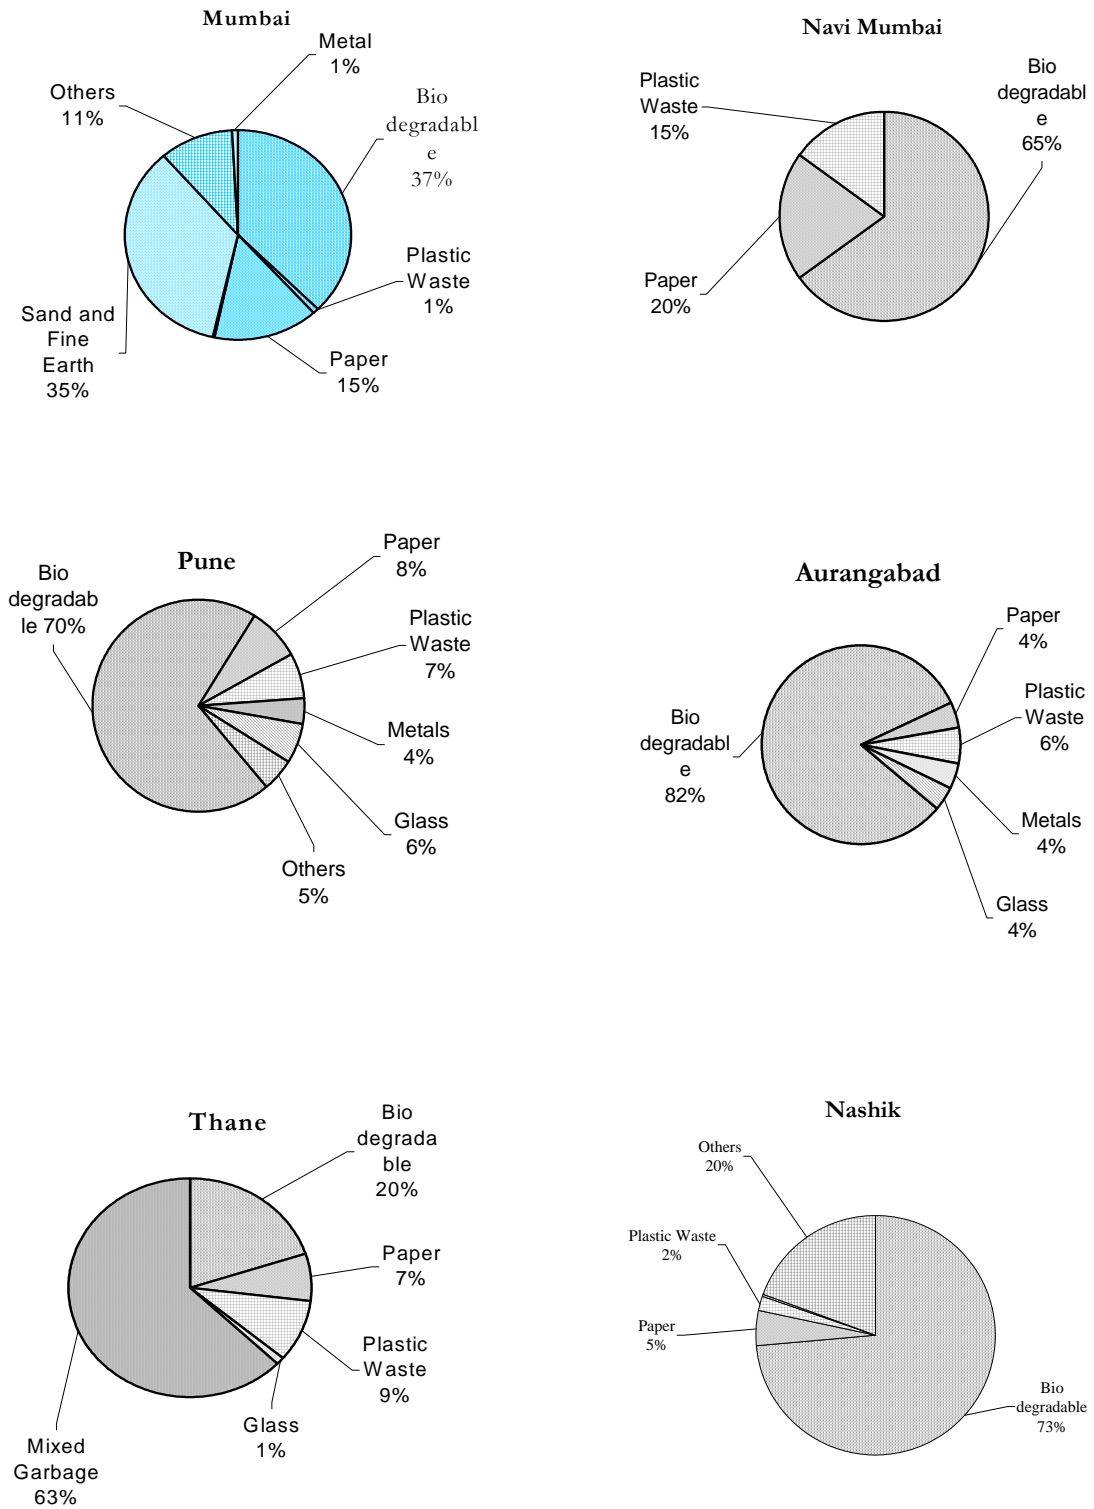 Mumbai
Metal
1%
Others
11%
Bio
degradabl
e
37%
Plastic
Waste
1%
Sand and
Fine
Earth
35%
Paper
15%
Navi Mumbai
Bio
degradabl
e
65%
Plastic
Waste
15%
Paper
20%
Pune
Paper
8%
Bio
degradab
le 70%
Plastic
Waste
7%
Metals
4%
Glass
6%
Others
5%
Aurangabad
Paper
4%
Plastic
Waste
6%
Bio
degradabl
e
82%
Metals
4%
Glass
4%
Thane
Bio
degrada
ble
20%
Paper
7%
Plastic
Waste
9%
Glass
1%
Mixed
Garbage
63%
Nashik
Others
20%
Plastic Waste
2%
Paper
5%
Bio
degradable
73%